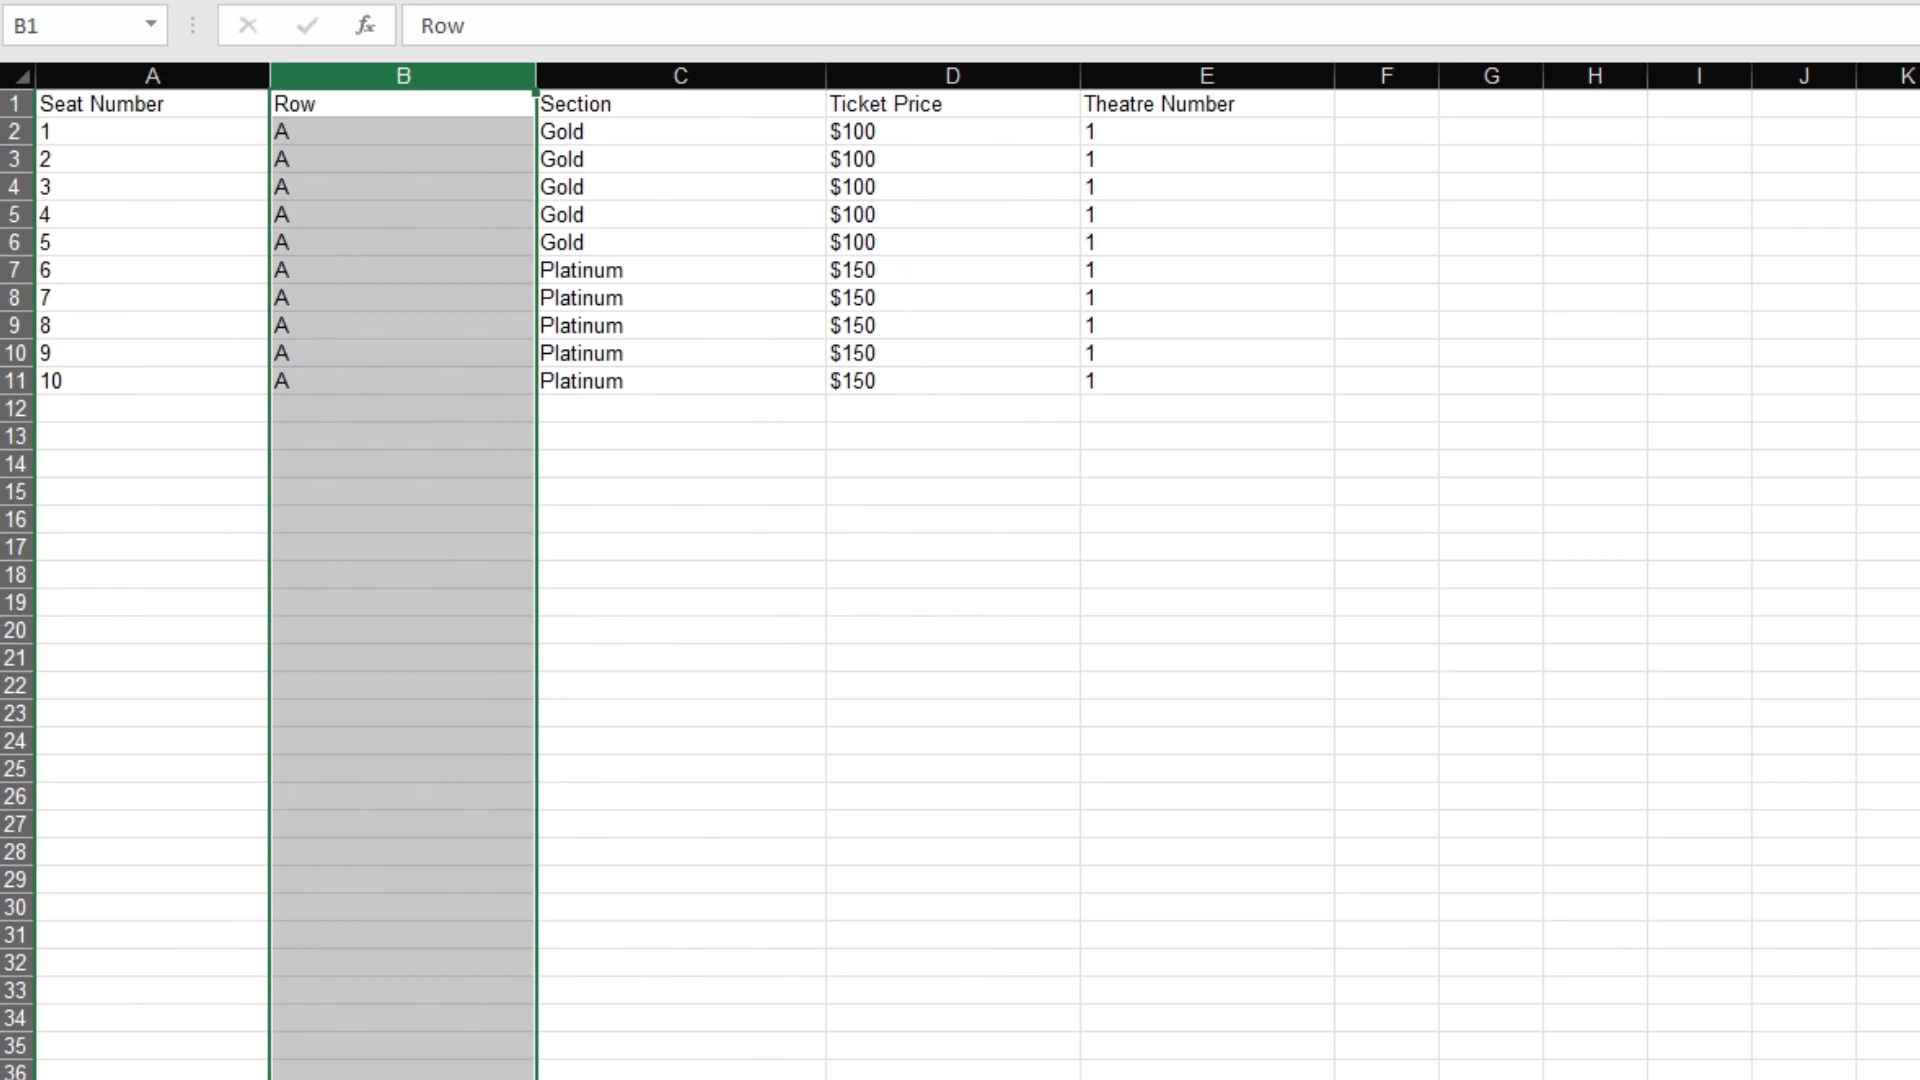 B1 fx Row
A B C D E F G H I J K
1 Seat Number Row Section Ticket Price Theatre Number
2 1 A Gold $100 1
3 2 A Gold $100 1
4 3 A Gold $100 1
5 4 A Gold $100 1
6 5 A Gold $100 1
7 6 A Platinum $150 1
8 7 A Platinum $150 1
9 8 A Platinum $150 1
10 9 A Platinum $150 1
11 10 A Platinum $150 1
12
13
14
15
16
17
18
19
20
21
22
23
24
25
26
27
28
29
30
31
32
33
34
35
36